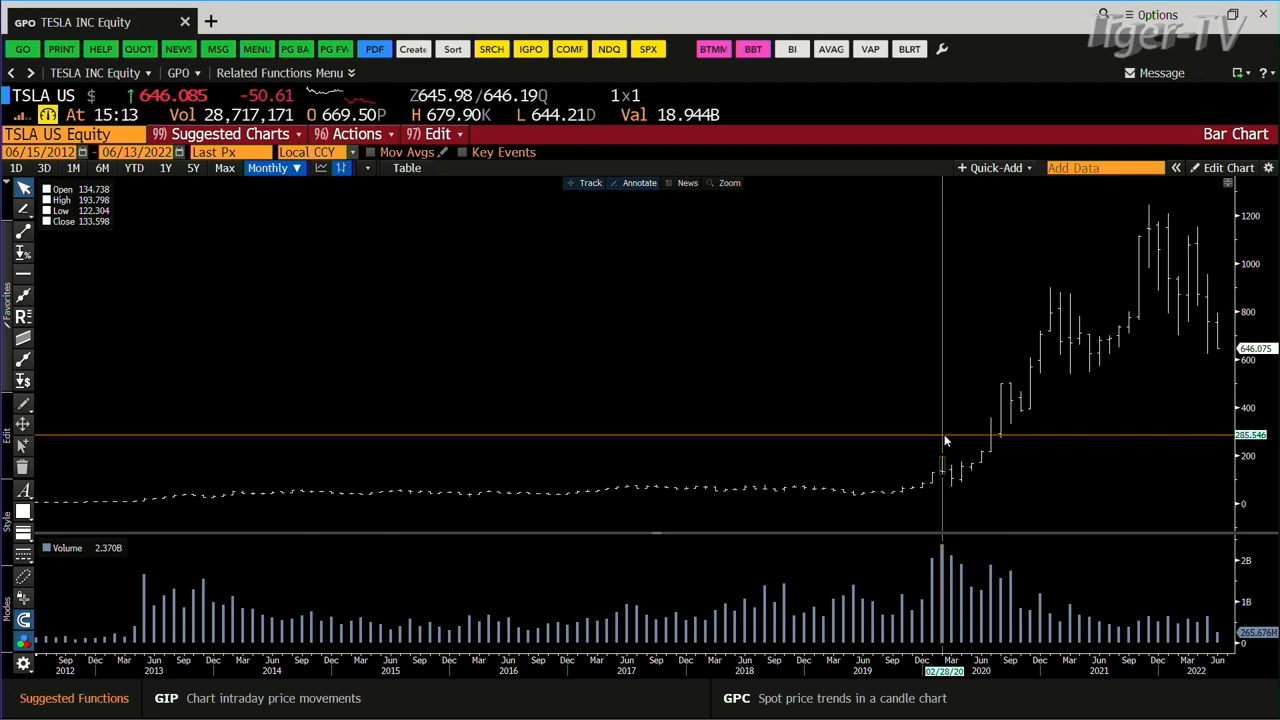 GPO TESLA INC Equity
Options
Tiger-TV
GO PRINT HELP QUOT NEWS MSG MENU PG BA PG FW PDF Create Sort SRCH IGPO COMF NDQ SPX BTMM BBT BI AVAG VAP BLRT
TESLA INC Equity GPO Related Functions Menu Message ?
TSLA US $ ↑646.085 -50.61 Z645.98/646.19Q 1x1
At 15:13 Vol 28,717,171 O 669.50P H 679.90K L 644.21D Val 18.944B
TSLA US Equity 99) Suggested Charts 96) Actions 97) Edit Bar Chart
06/15/2012 - 06/13/2022 Last Px Local CCY Mov Avgs Key Events
1D 3D 1M 6M YTD 1Y 5Y Max Monthly ▼ Table + Quick-Add Add Data « Edit Chart
Track Annotate News Zoom
Open 134.738
High 193.798
Low 122.304
Close 133.598
1200
1000
800
646.075
600
400
285.546
200
0
Favorites
Edit
Style
Modes
Volume 2.370B
2B
1B
265.676M
0
Sep Dec Mar Jun Sep Dec Mar Jun Sep Dec Mar Jun Sep Dec Mar Jun Sep Dec Mar Jun Sep Dec Mar Jun Sep Dec Mar Jun Sep Dec Mar Jun Sep Dec Mar Jun Sep Dec Mar Jun
2012 2013 2014 2015 2016 2017 2018 2019 02/28/20 2020 2021 2022
Suggested Functions GIP Chart intraday price movements GPC Spot price trends in a candle chart